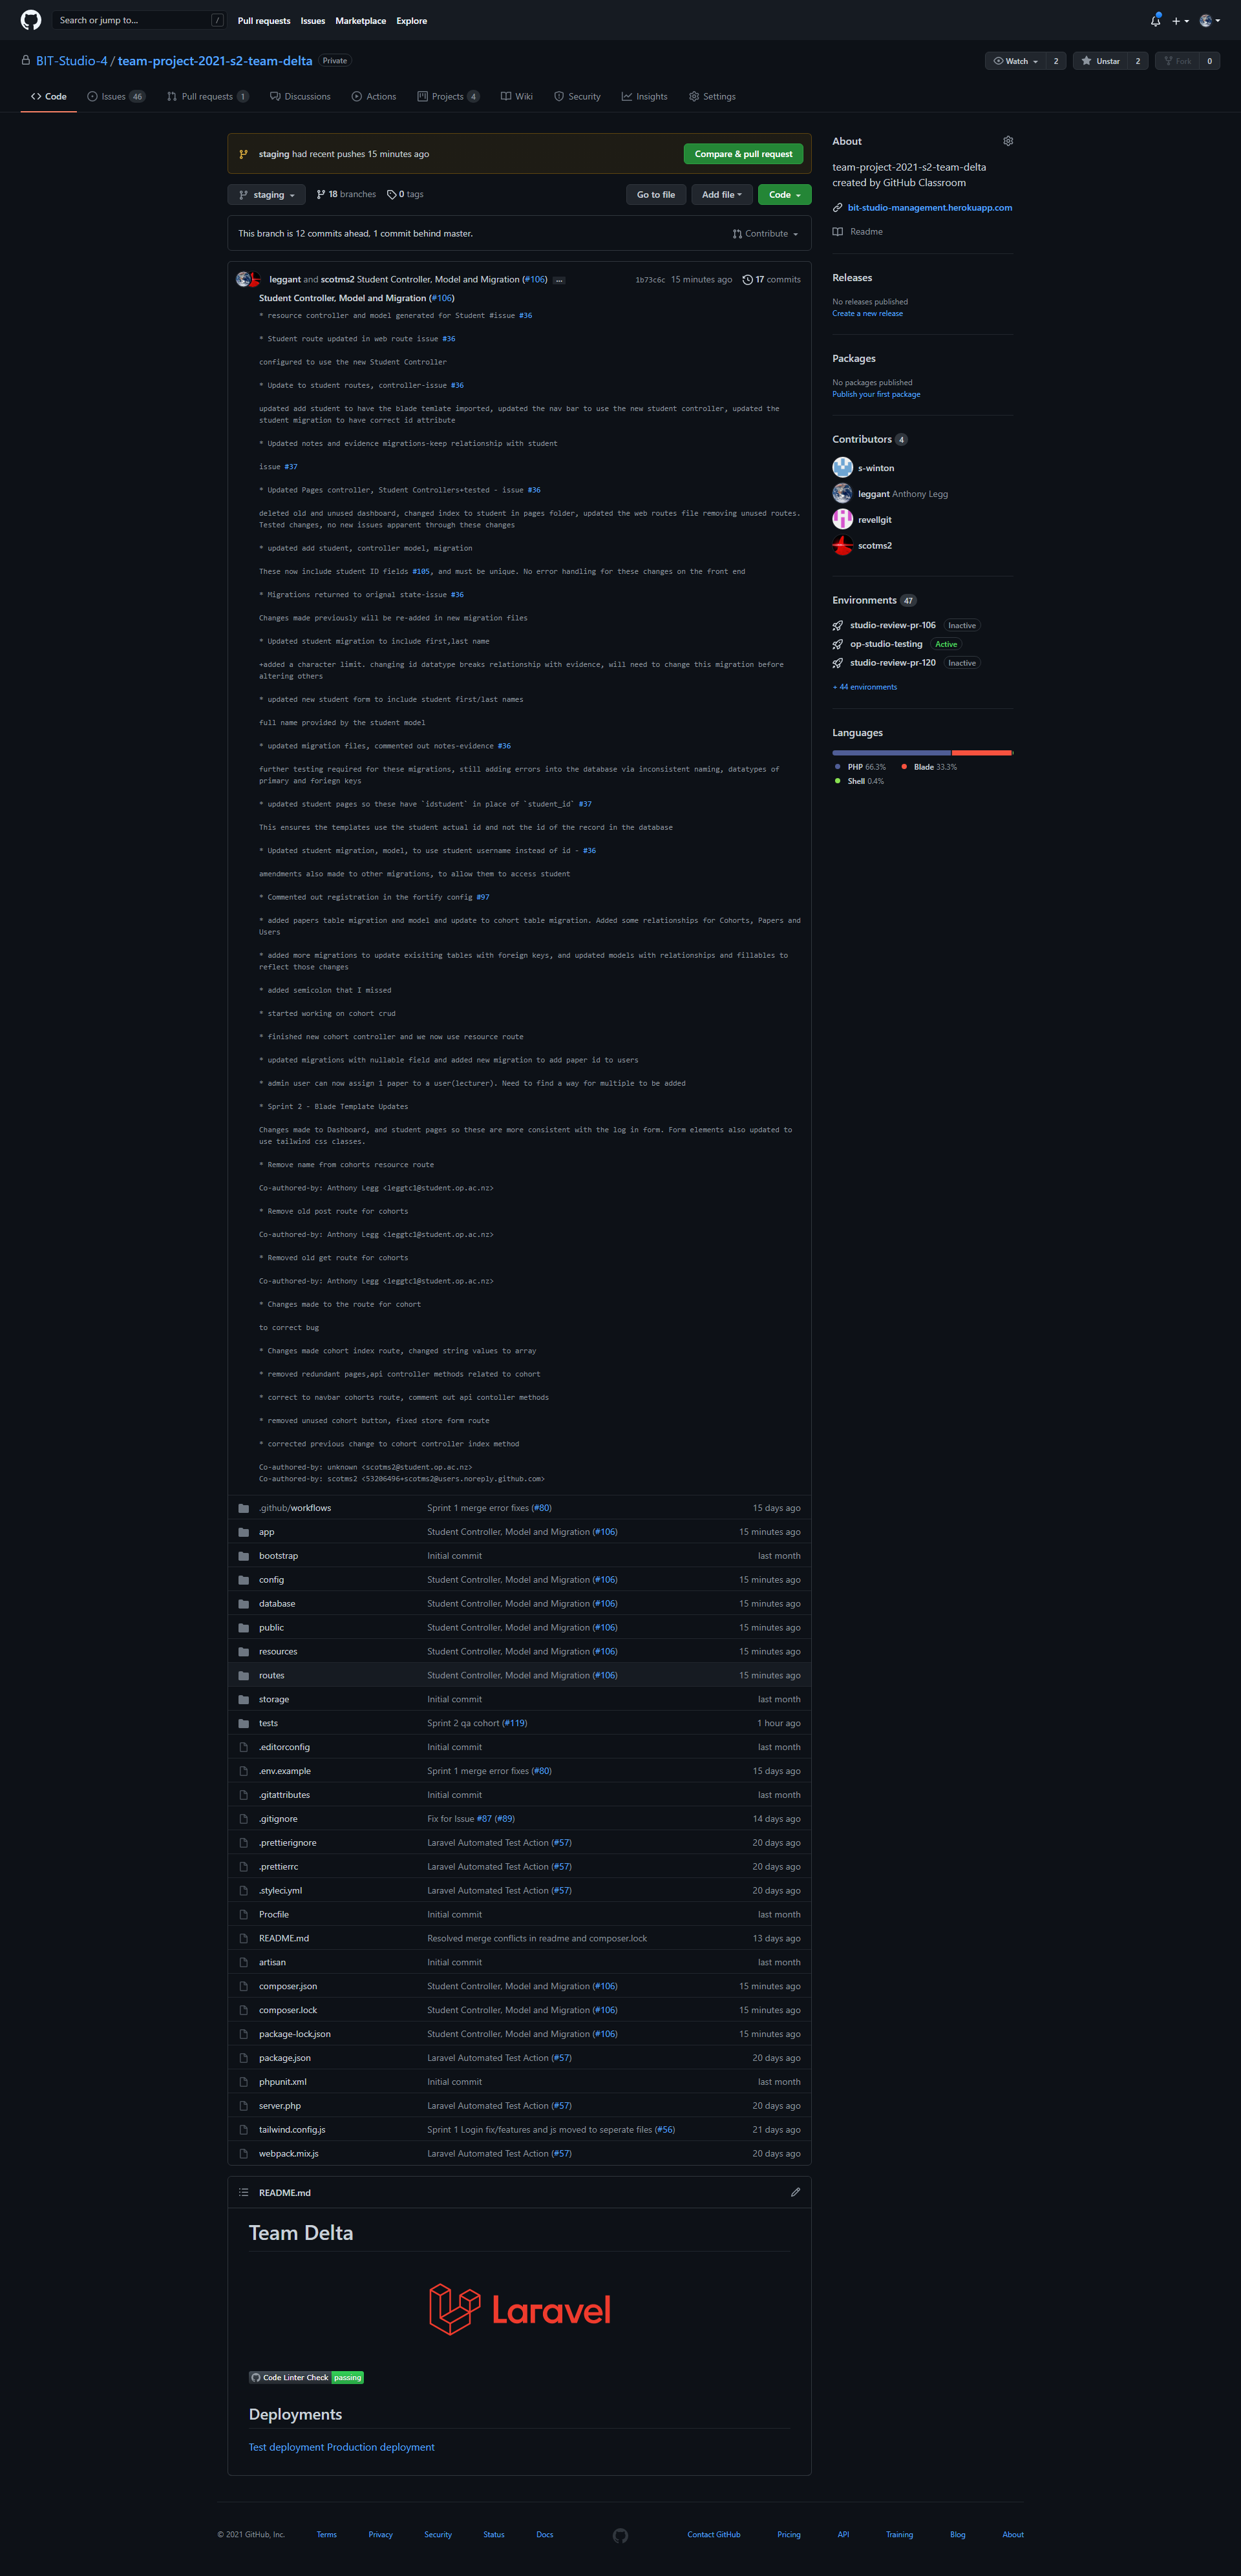 Search or jump to...
/
Pull requests
Issues
Marketplace
Explore
BIT-Studio-4 / team-project-2021-s2-team-delta
Private
Watch
2
Unstar
2
Fork
0
Code
Issues 46
Pull requests 1
Discussions
Actions
Projects 4
Wiki
Security
Insights
Settings
staging had recent pushes 15 minutes ago
Compare & pull request
staging
18 branches
0 tags
Go to file
Add file
Code
This branch is 12 commits ahead, 1 commit behind master.
Contribute
leggant and scotms2 Student Controller, Model and Migration (#106) ...
1b73c6c 15 minutes ago
17 commits
Student Controller, Model and Migration (#106)
* resource controller and model generated for Student #issue #36
* Student route updated in web route issue #36
configured to use the new Student Controller
* Update to student routes, controller-issue #36
updated add student to have the blade temlate imported, updated the nav bar to use the new student controller, updated the
student migration to have correct id attribute
* Updated notes and evidence migrations-keep relationship with student
issue #37
* Updated Pages controller, Student Controllers+tested - issue #36
deleted old and unused dashboard, changed index to student in pages folder, updated the web routes file removing unused routes.
Tested changes, no new issues apparent through these changes
* updated add student, controller model, migration
These now include student ID fields #105, and must be unique. No error handling for these changes on the front end
* Migrations returned to orignal state-issue #36
Changes made previously will be re-added in new migration files
* Updated student migration to include first,last name
+added a character limit. changing id datatype breaks relationship with evidence, will need to change this migration before
altering others
* updated new student form to include student first/last names
full name provided by the student model
* updated migration files, commented out notes-evidence #36
further testing required for these migrations, still adding errors into the database via inconsistent naming, datatypes of
primary and foriegn keys
* updated student pages so these have `idstudent` in place of `student_id` #37
This ensures the templates use the student actual id and not the id of the record in the database
* Updated student migration, model, to use student username instead of id - #36
amendments also made to other migrations, to allow them to access student
* Commented out registration in the fortify config #97
* added papers table migration and model and update to cohort table migration. Added some relationships for Cohorts, Papers and
Users
* added more migrations to update exisiting tables with foreign keys, and updated models with relationships and fillables to
reflect those changes
* added semicolon that I missed
* started working on cohort crud
* finished new cohort controller and we now use resource route
* updated migrations with nullable field and added new migration to add paper id to users
* admin user can now assign 1 paper to a user(lecturer). Need to find a way for multiple to be added
* Sprint 2 - Blade Template Updates
Changes made to Dashboard, and student pages so these are more consistent with the log in form. Form elements also updated to
use tailwind css classes.
* Remove name from cohorts resource route
Co-authored-by: Anthony Legg <leggtc1@student.op.ac.nz>
* Remove old post route for cohorts
Co-authored-by: Anthony Legg <leggtc1@student.op.ac.nz>
* Removed old get route for cohorts
Co-authored-by: Anthony Legg <leggtc1@student.op.ac.nz>
* Changes made to the route for cohort
to correct bug
* Changes made cohort index route, changed string values to array
* removed redundant pages,api controller methods related to cohort
* correct to navbar cohorts route, comment out api contoller methods
* removed unused cohort button, fixed store form route
* corrected previous change to cohort controller index method
Co-authored-by: unknown <scotms2@student.op.ac.nz>
Co-authored-by: scotms2 <53206496+scotms2@users.noreply.github.com>
.github/workflows Sprint 1 merge error fixes (#80) 15 days ago
app Student Controller, Model and Migration (#106) 15 minutes ago
bootstrap Initial commit last month
config Student Controller, Model and Migration (#106) 15 minutes ago
database Student Controller, Model and Migration (#106) 15 minutes ago
public Student Controller, Model and Migration (#106) 15 minutes ago
resources Student Controller, Model and Migration (#106) 15 minutes ago
routes Student Controller, Model and Migration (#106) 15 minutes ago
storage Initial commit last month
tests Sprint 2 qa cohort (#119) 1 hour ago
.editorconfig Initial commit last month
.env.example Sprint 1 merge error fixes (#80) 15 days ago
.gitattributes Initial commit last month
.gitignore Fix for Issue #87 (#89) 14 days ago
.prettierignore Laravel Automated Test Action (#57) 20 days ago
.prettierrc Laravel Automated Test Action (#57) 20 days ago
.styleci.yml Laravel Automated Test Action (#57) 20 days ago
Procfile Initial commit last month
README.md Resolved merge conflicts in readme and composer.lock 13 days ago
artisan Initial commit last month
composer.json Student Controller, Model and Migration (#106) 15 minutes ago
composer.lock Student Controller, Model and Migration (#106) 15 minutes ago
package-lock.json Student Controller, Model and Migration (#106) 15 minutes ago
package.json Laravel Automated Test Action (#57) 20 days ago
phpunit.xml Initial commit last month
server.php Laravel Automated Test Action (#57) 20 days ago
tailwind.config.js Sprint 1 Login fix/features and js moved to seperate files (#56) 21 days ago
webpack.mix.js Laravel Automated Test Action (#57) 20 days ago
README.md
Team Delta
Laravel
Code Linter Check passing
Deployments
Test deployment Production deployment
About
team-project-2021-s2-team-delta
created by GitHub Classroom
bit-studio-management.herokuapp.com
Readme
Releases
No releases published
Create a new release
Packages
No packages published
Publish your first package
Contributors 4
s-winton
leggant Anthony Legg
revellgit
scotms2
Environments 47
studio-review-pr-106 Inactive
op-studio-testing Active
studio-review-pr-120 Inactive
+ 44 environments
Languages
PHP 66.3%
Blade 33.3%
Shell 0.4%
© 2021 GitHub, Inc.
Terms
Privacy
Security
Status
Docs
Contact GitHub
Pricing
API
Training
Blog
About